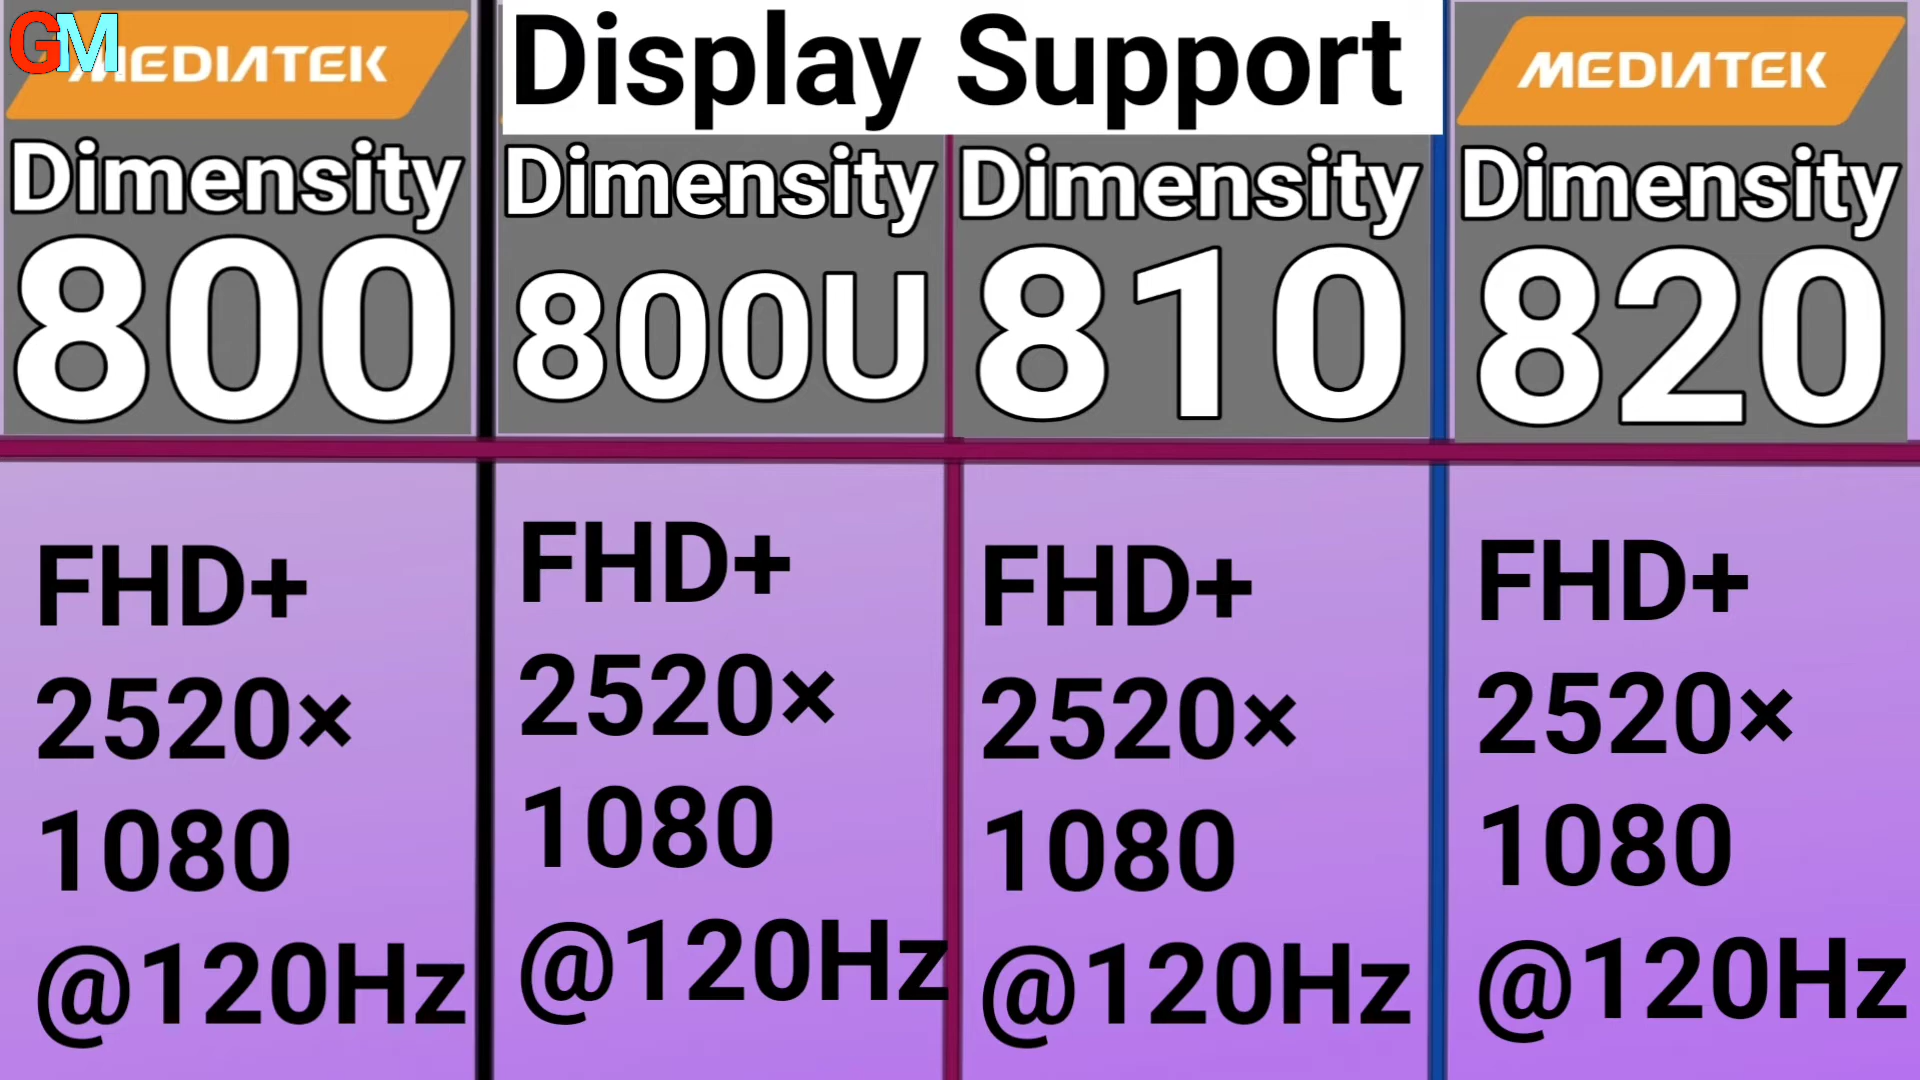 GM
MEDIATEK
Display Support
MEDIATEK
Dimensity
800
Dimensity
800U
Dimensity
810
Dimensity
820
FHD+
2520×
1080
@120Hz
FHD+
2520×
1080
@120Hz
FHD+
2520×
1080
@120Hz
FHD+
2520×
1080
@120Hz